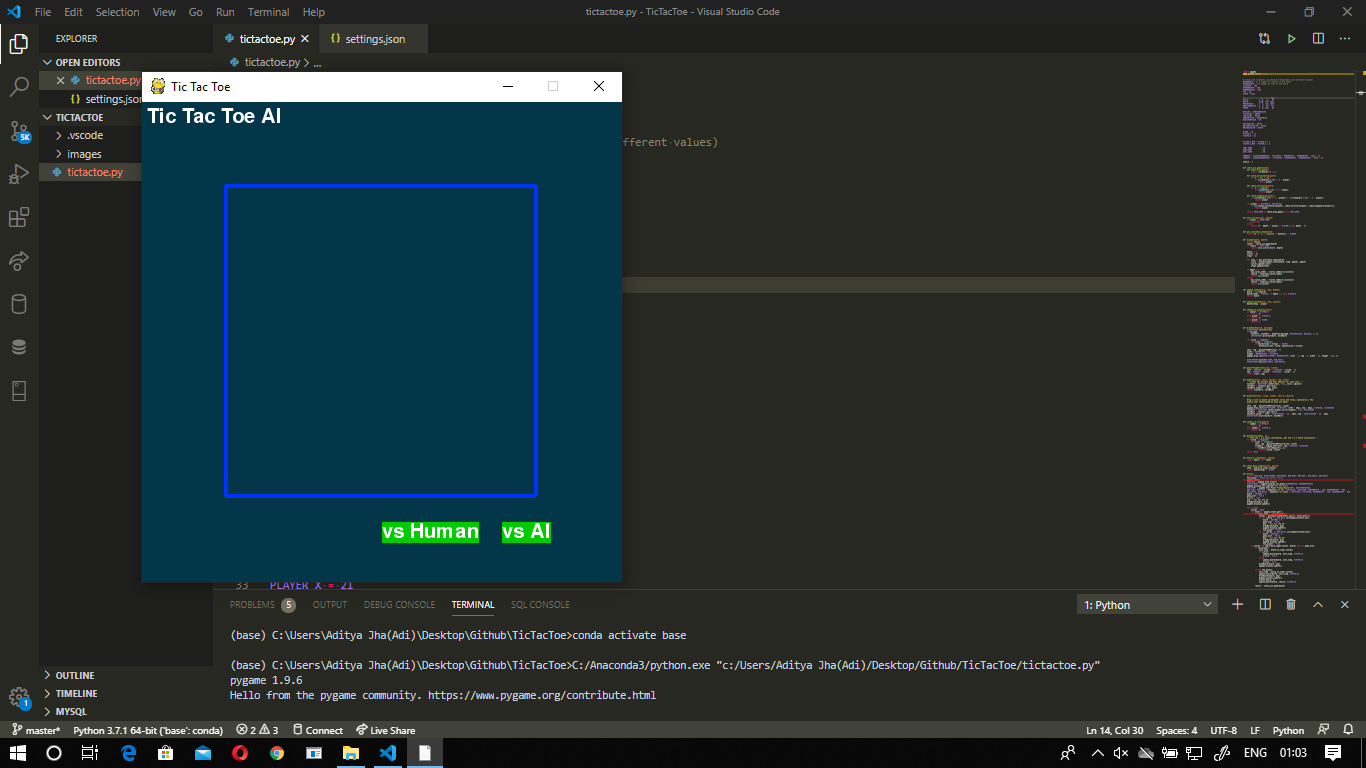 File Edit Selection View Go Run Terminal Help
tictactoe.py - TicTacToe - Visual Studio Code
EXPLORER
OPEN EDITORS
tictactoe.py
settings.json
TICTACTOE
.vscode
images
tictactoe.py
OUTLINE
TIMELINE
MYSQL
5K
1
tictactoe.py
{} settings.json
tictactoe.py > ...
fferent values)
33 PLAYER_X = 21
Tic Tac Toe
Tic Tac Toe AI
vs Human vs AI
PROBLEMS 5 OUTPUT DEBUG CONSOLE TERMINAL SQL CONSOLE
1: Python
(base) C:\Users\Aditya Jha(Adi)\Desktop\Github\TicTacToe>conda activate base
(base) C:\Users\Aditya Jha(Adi)\Desktop\Github\TicTacToe>C:/Anaconda3/python.exe "c:/Users/Aditya Jha(Adi)/Desktop/Github/TicTacToe/tictactoe.py"
pygame 1.9.6
Hello from the pygame community. https://www.pygame.org/contribute.html
master* Python 3.7.1 64-bit ('base': conda) 2 3 Connect Live Share
Ln 14, Col 30 Spaces: 4 UTF-8 LF Python
ENG 01:03